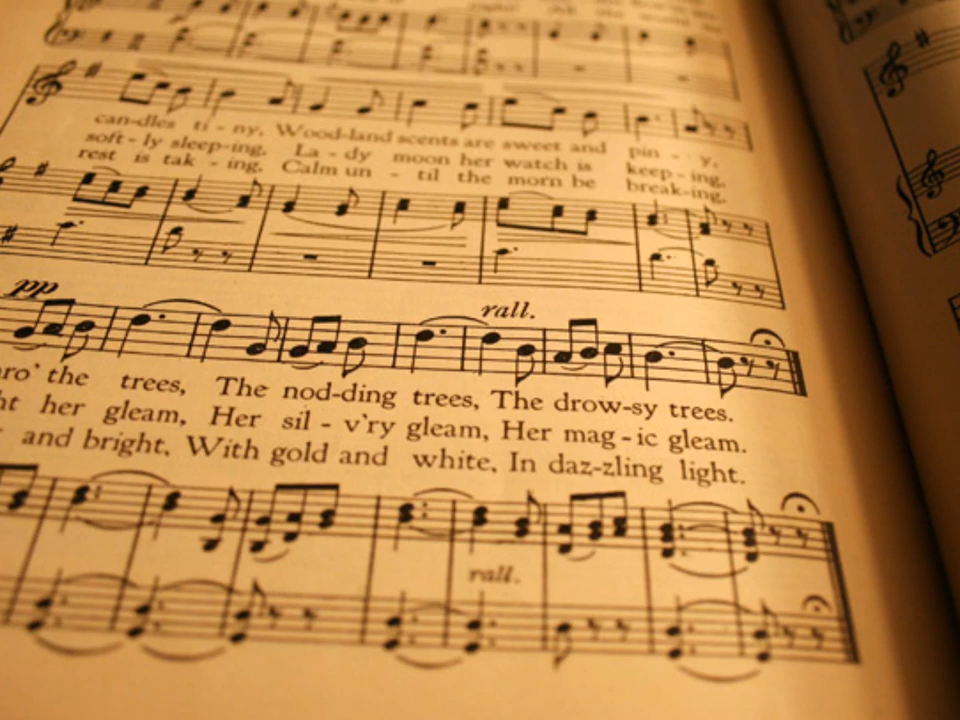 can-dles ti - ny, Wood-land scents are sweet and pin - y,
soft - ly sleep-ing, La - dy moon her watch is keep - ing,
rest is tak - ing, Calm un - til the morn be break-ing,
pp
rall.
the trees, The nod-ding trees, The drow-sy trees.
her gleam, Her sil - v'ry gleam, Her mag - ic gleam.
and bright, With gold and white, In daz-zling light.
rall.